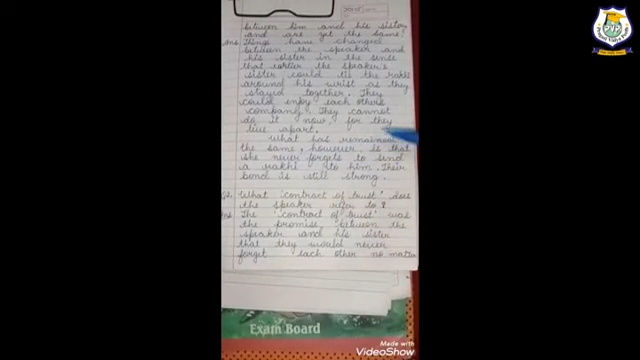 between him and his sister
and are yet the same?
Ans Things have changed
between the speaker and
his sister in the sense
that earlier the speaker's
sister could tie the rakhi
around his wrist as they
stayed together. They
could enjoy each others
company. They cannot
do it now, for they
live apart.
What has remained
the same, however, is that
she never forgets to send
a rakhi to him. Their
bond is still strong.
Q2. What 'contract of trust' does
the speaker refer to?
Ans The 'contract of trust' was
the promise between the
speaker and his sister
that they would never
forget each other no matter
Exam Board
Made with
VideoShow